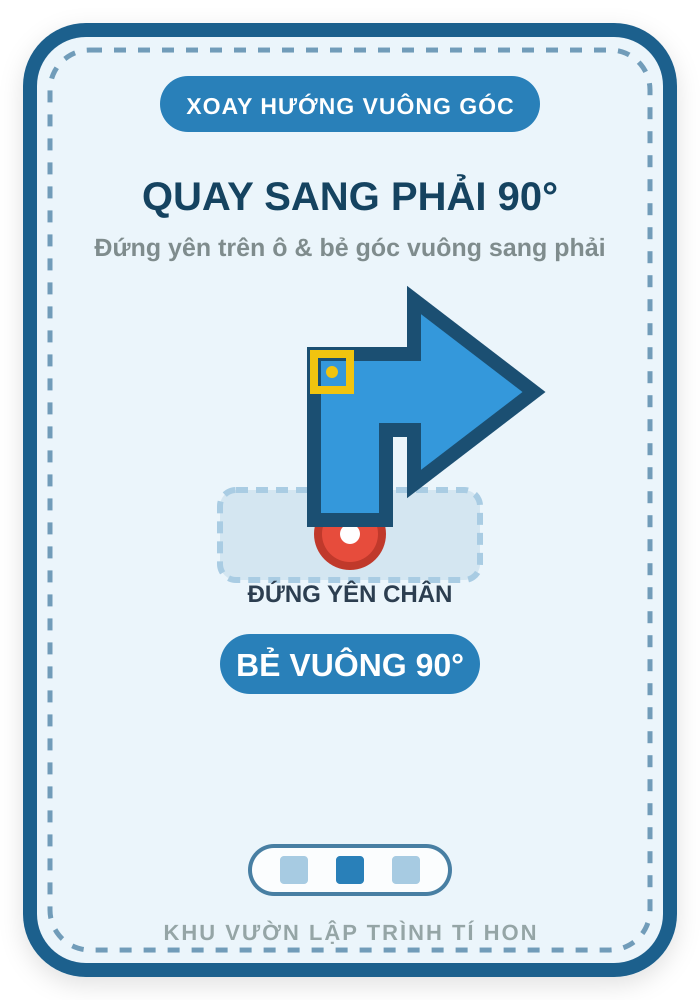 XOAY HƯỚNG VUÔNG GÓC
QUAY SANG PHẢI 90°
Đứng yên trên ô & bẻ góc vuông sang phải
ĐỨNG YÊN CHÂN
BẺ VUÔNG 90°
KHU VƯỜN LẬP TRÌNH TÍ HON